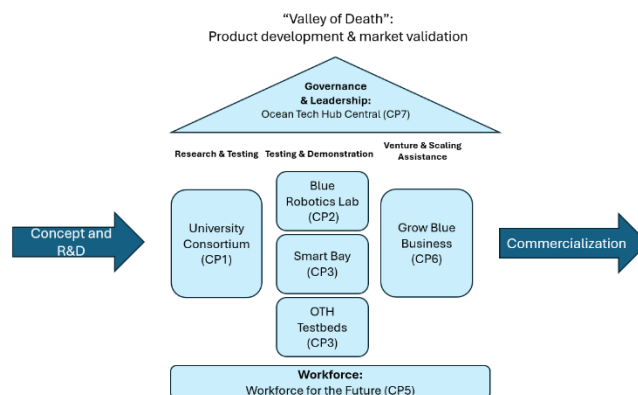 “Valley of Death”:
Product development & market validation
Governance
& Leadership:
Ocean Tech Hub Central (CP7)
Research & Testing
Testing & Demonstration
Venture & Scaling
Assistance
Concept and
R&D
University
Consortium
(CP1)
Blue
Robotics Lab
(CP2)
Smart Bay
(CP3)
OTH
Testbeds
(CP3)
Grow Blue
Business
(CP6)
Commercialization
Workforce:
Workforce for the Future (CP5)